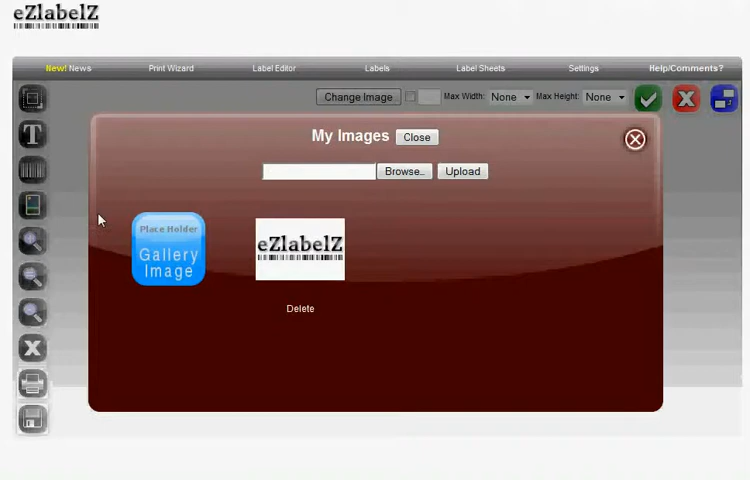 eZlabelZ
New! News Print Wizard Label Editor Labels Label Sheets Settings Help/Comments?
Change Image Max Width: None Max Height: None
My Images Close
Browse.. Upload
Place Holder
Gallery
Image
eZlabelZ
Delete